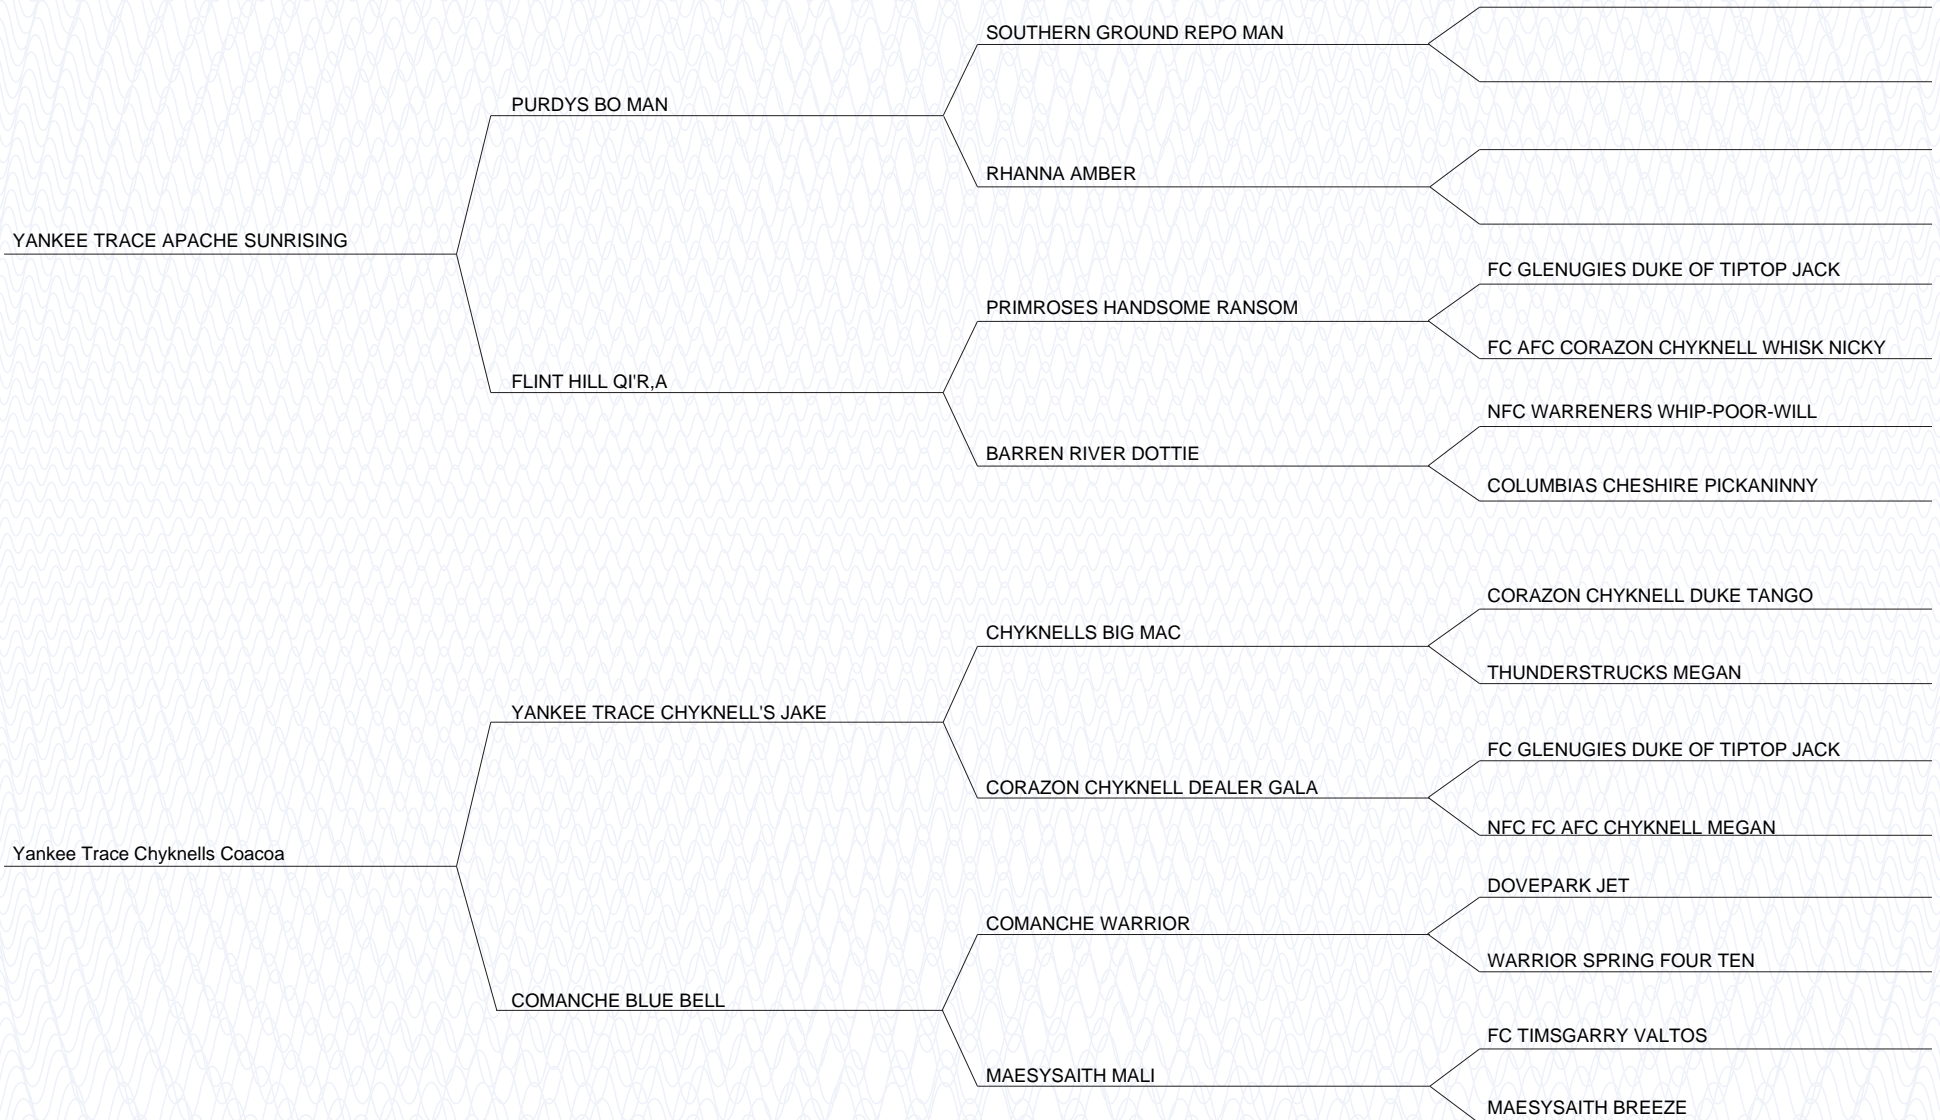 SOUTHERN GROUND REPO MAN
PURDYS BO MAN
RHANNA AMBER
YANKEE TRACE APACHE SUNRISING
FC GLENUGIES DUKE OF TIPTOP JACK
PRIMROSES HANDSOME RANSOM
FC AFC CORAZON CHYKNELL WHISK NICKY
FLINT HILL QI'R,A
NFC WARRENERS WHIP-POOR-WILL
BARREN RIVER DOTTIE
COLUMBIAS CHESHIRE PICKANINNY
CORAZON CHYKNELL DUKE TANGO
CHYKNELLS BIG MAC
THUNDERSTRUCKS MEGAN
YANKEE TRACE CHYKNELL'S JAKE
FC GLENUGIES DUKE OF TIPTOP JACK
CORAZON CHYKNELL DEALER GALA
NFC FC AFC CHYKNELL MEGAN
Yankee Trace Chyknells Coacoa
DOVEPARK JET
COMANCHE WARRIOR
WARRIOR SPRING FOUR TEN
COMANCHE BLUE BELL
FC TIMSGARRY VALTOS
MAESYSAITH MALI
MAESYSAITH BREEZE